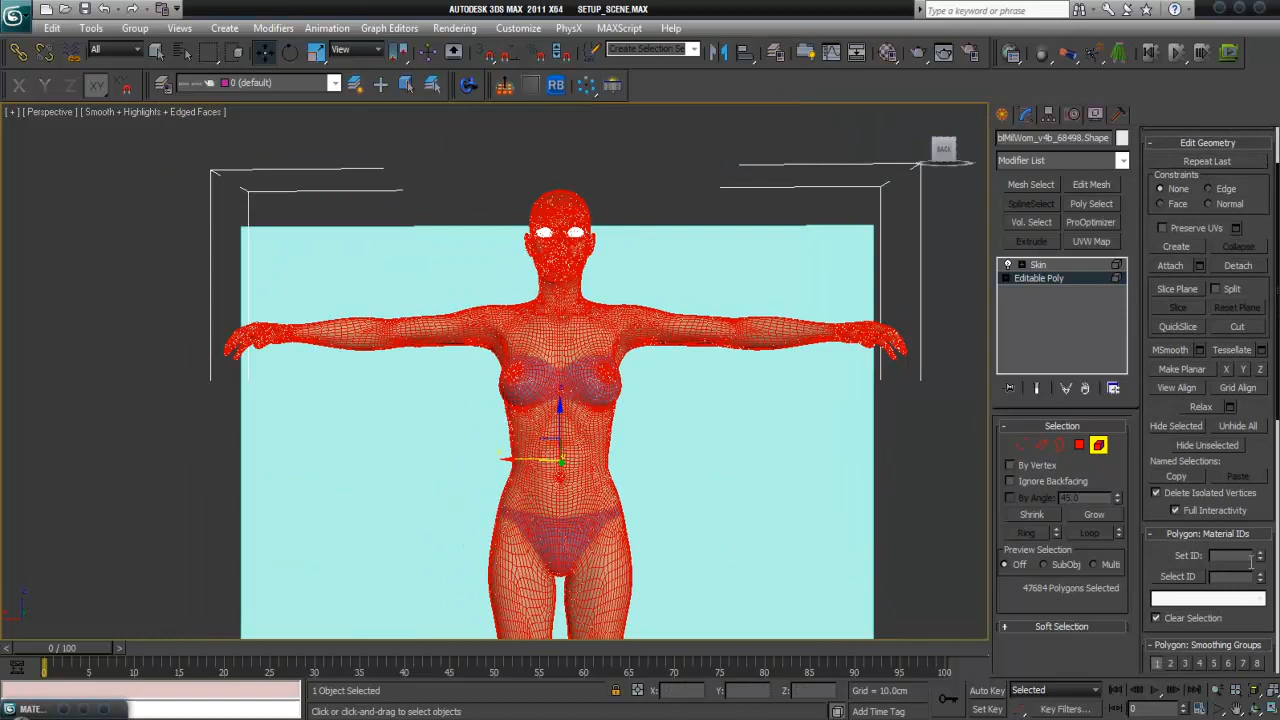 AUTODESK 3DS MAX 2011 X64    SETUP_SCENE.MAX
Type a keyword or phrase
Edit Tools Group Views Create Modifiers Animation Graph Editors Rendering Customize PhysX MAXScript Help
All View Create Selection Se
X Y Z XY 0 (default) RB
[ + ] [ Perspective ] [ Smooth + Highlights + Edged Faces ]
BACK
blMilWom_v4b_68498.Shape
Modifier List
Mesh Select Edit Mesh
SplineSelect Poly Select
Vol. Select ProOptimizer
Extrude UVW Map
Skin
Editable Poly
Selection
By Vertex
Ignore Backfacing
By Angle: 45.0
Shrink Grow
Ring Loop
Preview Selection
Off SubObj Multi
47684 Polygons Selected
Soft Selection
Edit Geometry
Repeat Last
Constraints
None Edge
Face Normal
Preserve UVs
Create Collapse
Attach Detach
Slice Plane Split
Slice Reset Plane
QuickSlice Cut
MSmooth Tessellate
Make Planar X Y Z
View Align Grid Align
Relax
Hide Selected Unhide All
Hide Unselected
Named Selections:
Copy Paste
Delete Isolated Vertices
Full Interactivity
Polygon: Material IDs
Set ID:
Select ID
Clear Selection
Polygon: Smoothing Groups
1 2 3 4 5 6 7 8
0 / 100
0 5 10 15 20 25 30 35 40 45 50 55 60 65 70 75 80 85 90 95 100
1 Object Selected X: Y: Z: Grid = 10.0cm Auto Key Selected
MATE... Click or drag to select objects Add Time Tag Set Key Key Filters... 0